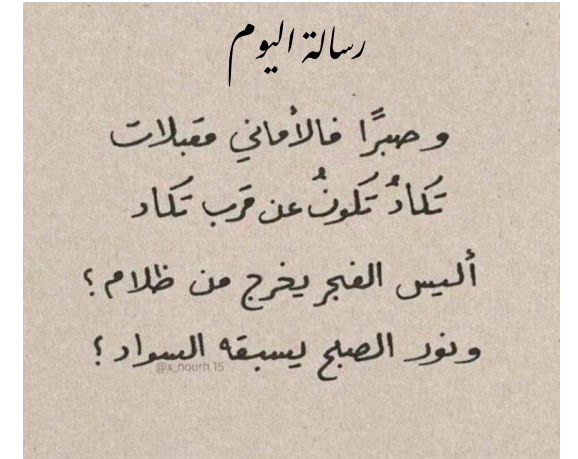 رسالة اليوم
و صبرًا فالأماني مقبلات
تكادُ تكونُ عن قرب تكاد
أليس الفجر يخرج من ظلام ؟
ونور الصبح يسبقه السواد ؟
@x_nourh.15